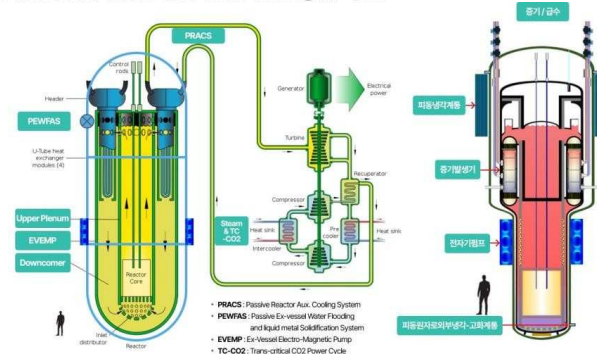 PRACS
Control
rods
Header
PEWFAS
U-Tube heat
exchanger
modules (4)
Upper Plenum
EVEMP
Downcomer
Reactor
Core
Inlet
distributor
Reactor
Generator
Electrical
power
Turbine
Recuperator
Compressor
Steam
& TC
-CO2
Heat sink
Pre
cooler
Heat sink
Intercooler
Compressor
• PRACS : Passive Reactor Aux. Cooling System
• PEWFAS : Passive Ex-vessel Water Flooding
and liquid metal Solidification System
• EVEMP : Ex-Vessel Electro-Magnetic Pump
• TC-CO2 : Trans-critical CO2 Power Cycle
증기 / 급수
피동냉각계통
증기발생기
전자기펌프
피동원자로외부냉각-고화계통